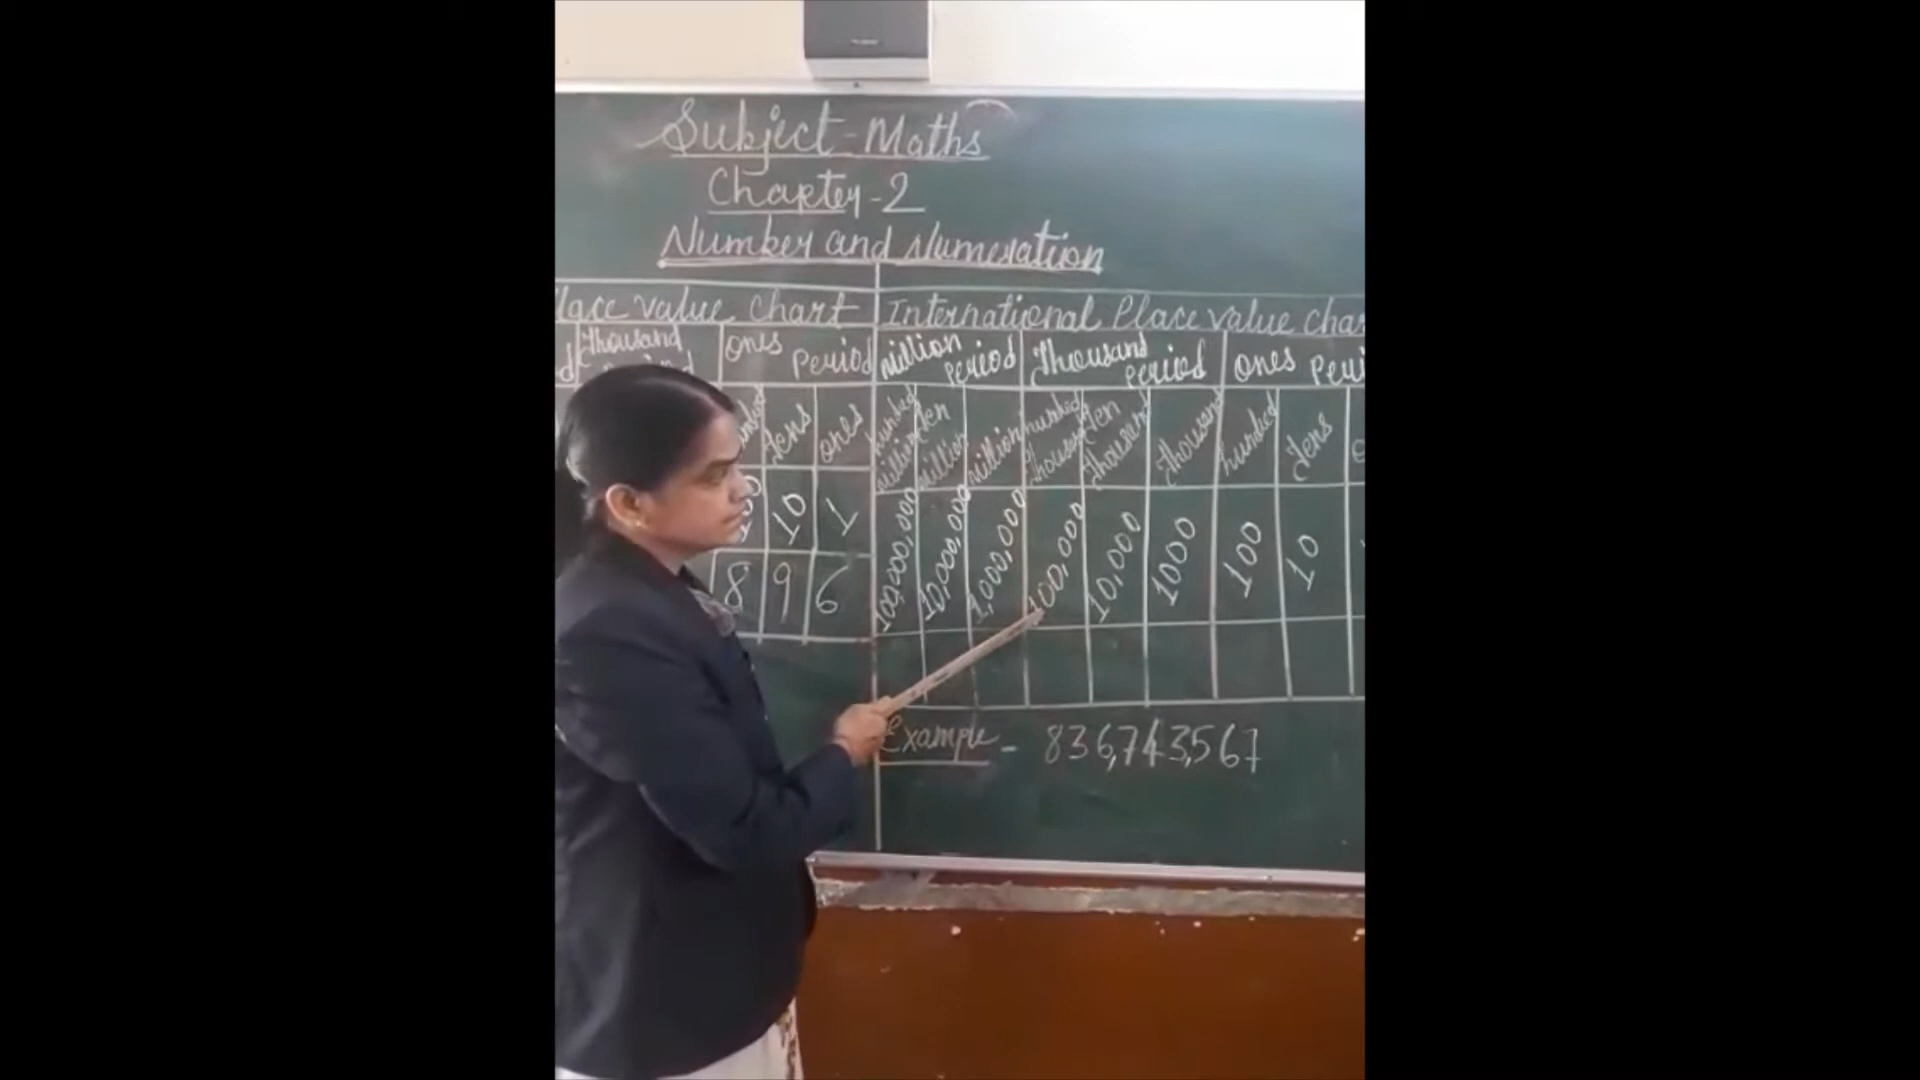 Subject - Maths
Chapter - 2
Number and Numeration
Place value chart
International Place value char
Thousand
ones period
million period
Thousand period
ones peri
tens
ones
hundred million
ten million
million
hundred thousand
ten thousand
thousand
hundred
tens
10
1
100,000,000
10,000,000
1,000,000
100,000
10,000
1000
100
10
8
9
6
Example - 836,743,567